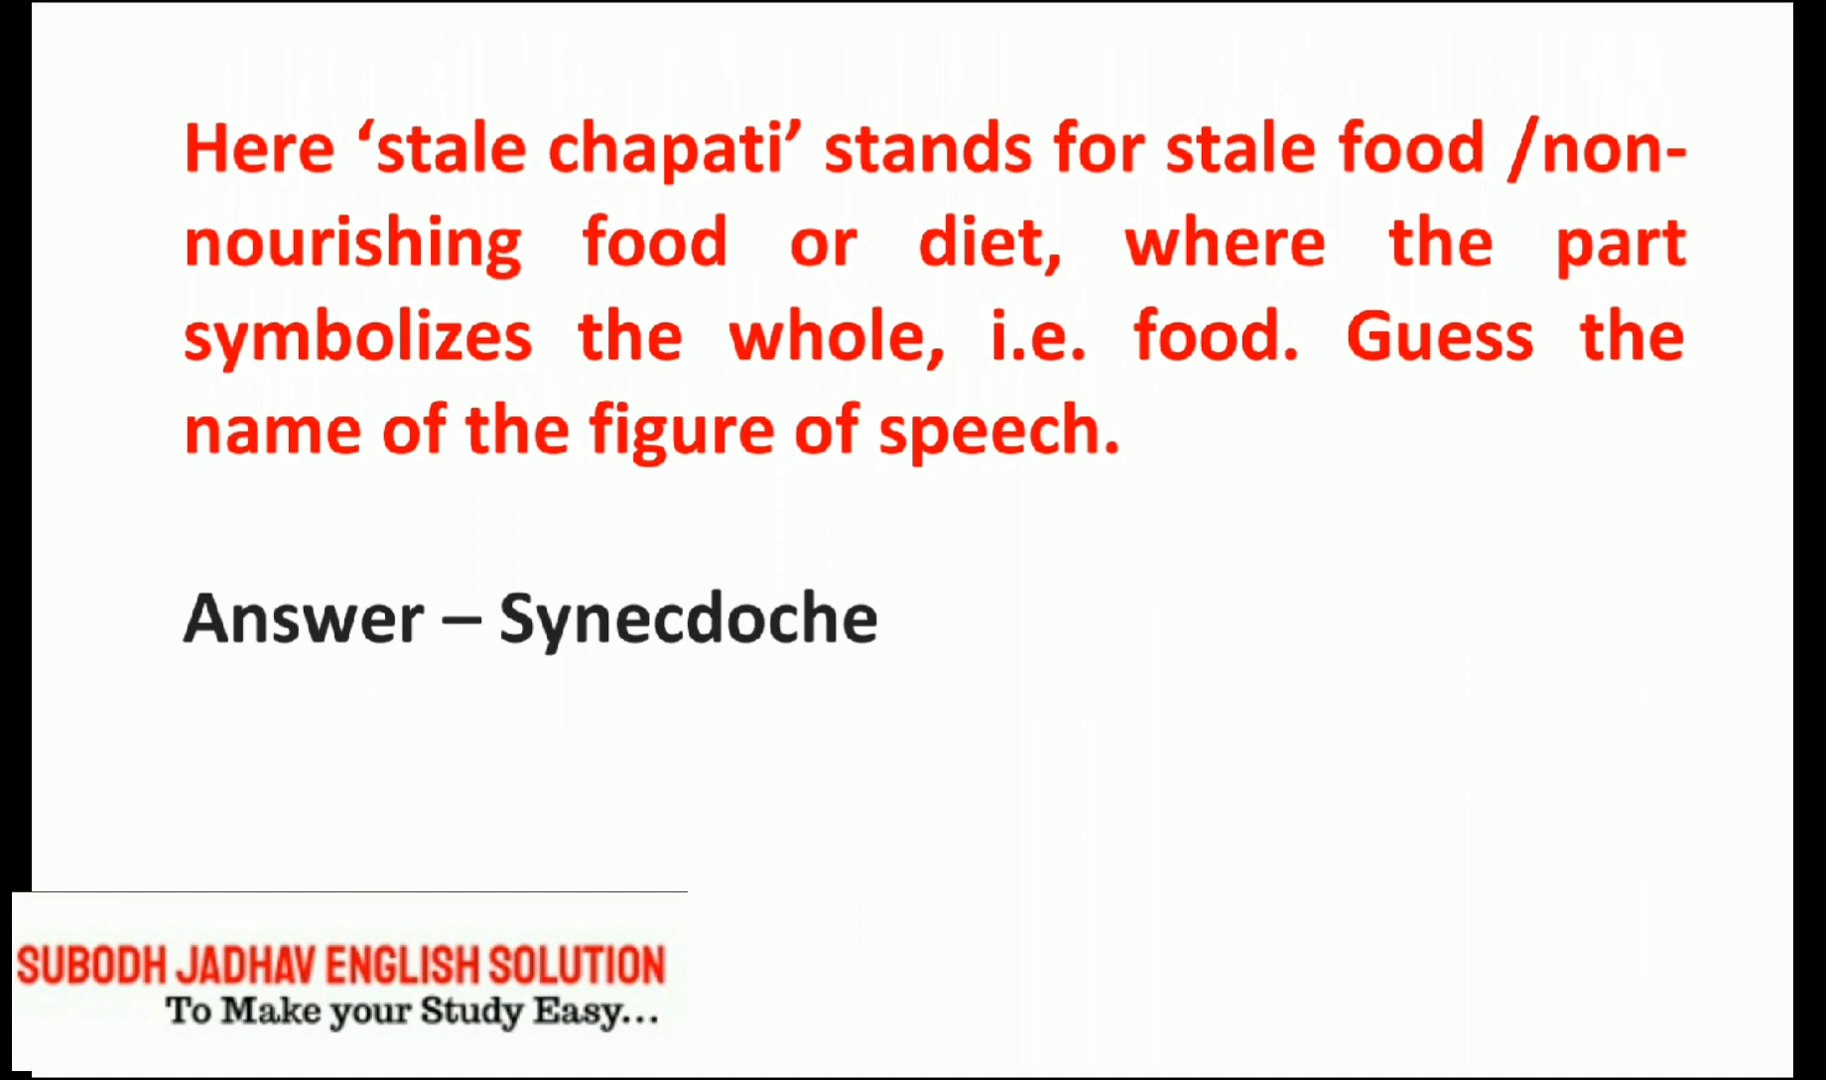 Here ‘stale chapati’ stands for stale food /non-
nourishing food or diet, where the part
symbolizes the whole, i.e. food. Guess the
name of the figure of speech.
Answer – Synecdoche
SUBODH JADHAV ENGLISH SOLUTION
To Make your Study Easy...